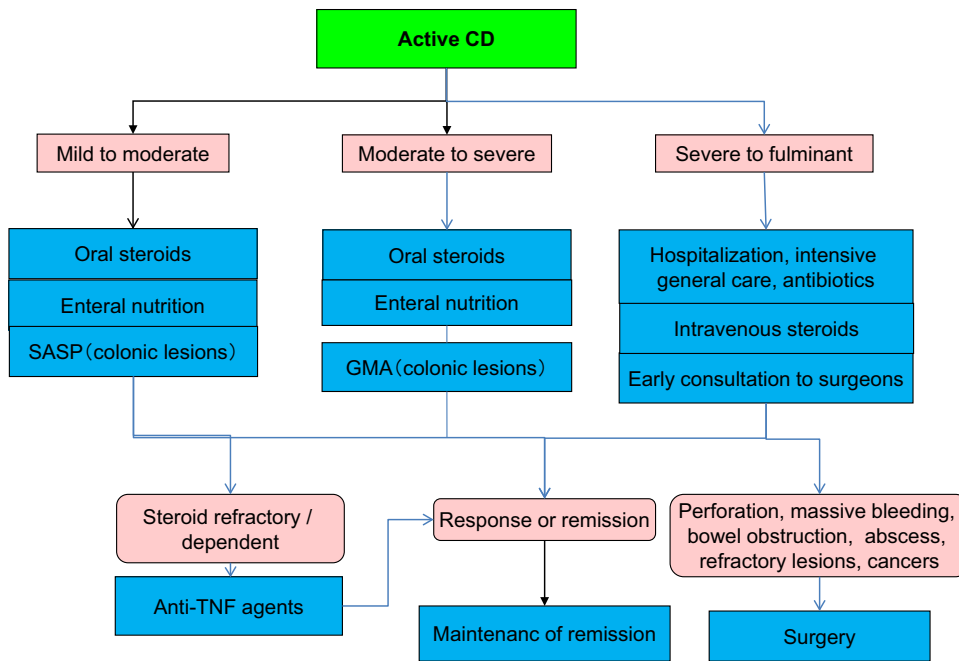 Active CD
Mild to moderate
Moderate to severe
Severe to fulminant
Oral steroids
Enteral nutrition
SASP（colonic lesions）
Oral steroids
Enteral nutrition
GMA（colonic lesions）
Hospitalization, intensive
general care, antibiotics
Intravenous steroids
Early consultation to surgeons
Steroid refractory /
dependent
Response or remission
Perforation, massive bleeding,
bowel obstruction, abscess,
refractory lesions, cancers
Anti-TNF agents
Maintenanc of remission
Surgery